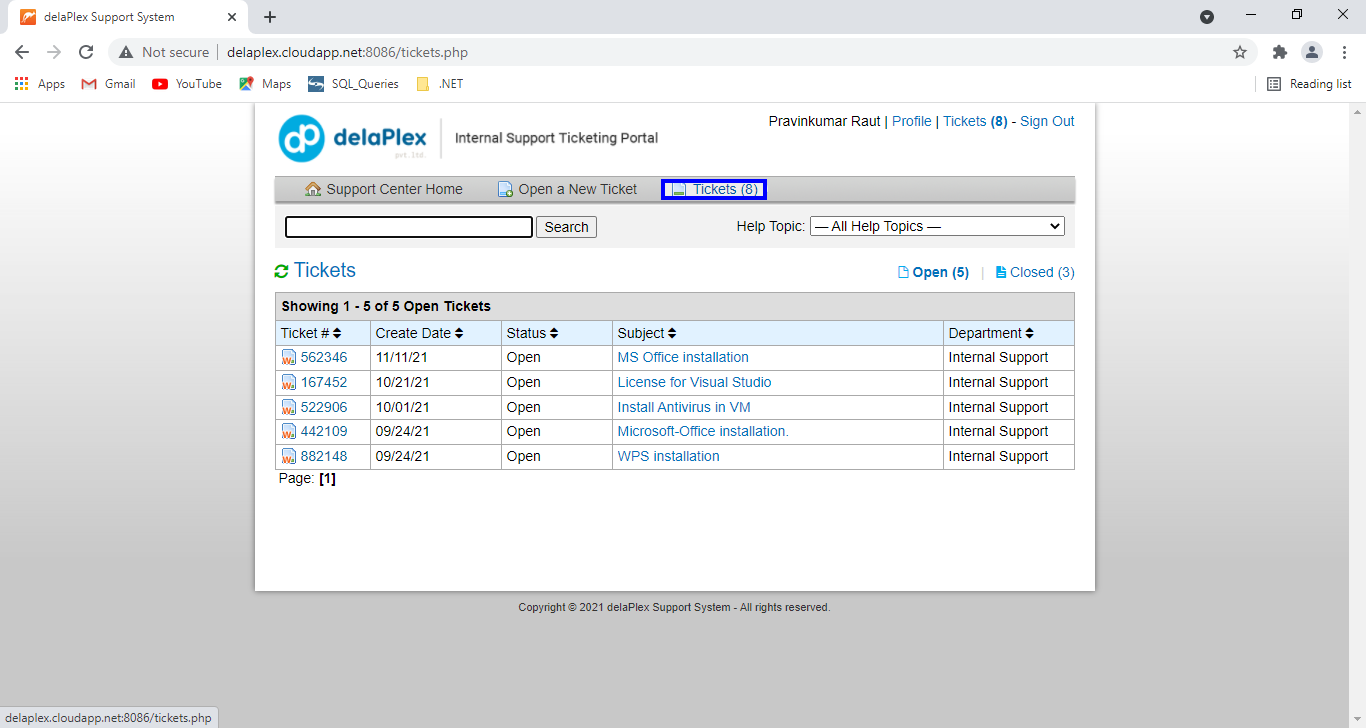 delaPlex Support System
Not secure delaplex.cloudapp.net:8086/tickets.php
Apps Gmail YouTube Maps SQL_Queries .NET Reading list
dp delaPlex pvt.ltd. Internal Support Ticketing Portal
Pravinkumar Raut | Profile | Tickets (8) - Sign Out
Support Center Home Open a New Ticket Tickets (8)
Search Help Topic: — All Help Topics —
Tickets Open (5) | Closed (3)
Showing 1 - 5 of 5 Open Tickets
Ticket # Create Date Status Subject Department
562346 11/11/21 Open MS Office installation Internal Support
167452 10/21/21 Open License for Visual Studio Internal Support
522906 10/01/21 Open Install Antivirus in VM Internal Support
442109 09/24/21 Open Microsoft-Office installation. Internal Support
882148 09/24/21 Open WPS installation Internal Support
Page: [1]
Copyright © 2021 delaPlex Support System - All rights reserved.
delaplex.cloudapp.net:8086/tickets.php